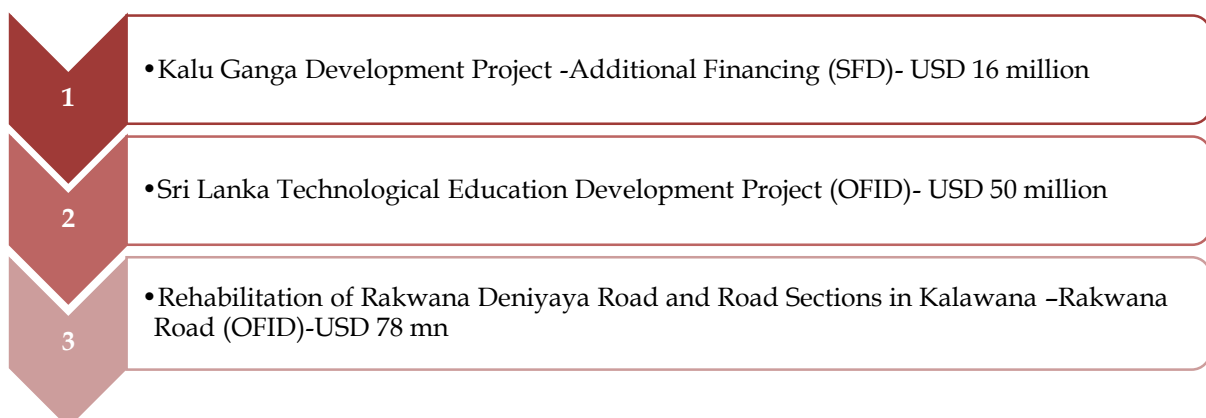 1
•Kalu Ganga Development Project -Additional Financing (SFD)- USD 16 million
2
•Sri Lanka Technological Education Development Project (OFID)- USD 50 million
3
•Rehabilitation of Rakwana Deniyaya Road and Road Sections in Kalawana –Rakwana
Road (OFID)-USD 78 mn